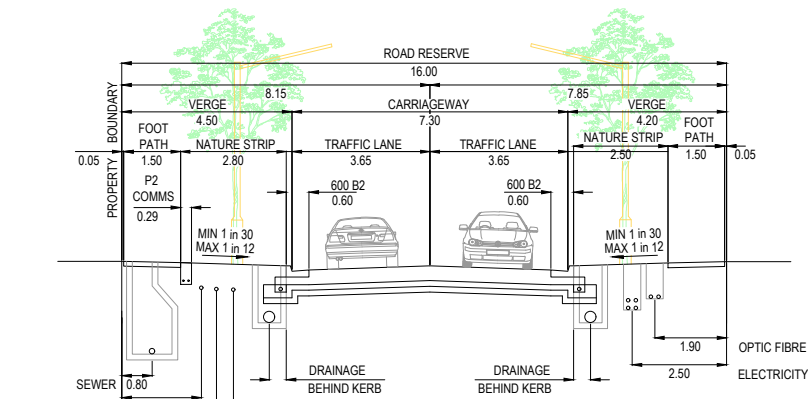 ROAD RESERVE
16.00
8.15
7.85
VERGE
CARRIAGEWAY
VERGE
4.50
7.30
4.20
PROPERTY BOUNDARY
FOOT
PATH
NATURE STRIP
TRAFFIC LANE
TRAFFIC LANE
NATURE STRIP
FOOT
PATH
0.05
1.50
2.80
3.65
3.65
2.50
1.50
0.05
P2
COMMS
0.29
600 B2
0.60
600 B2
0.60
MIN 1 in 30
MAX 1 in 12
MIN 1 in 30
MAX 1 in 12
1.90
OPTIC FIBRE
2.50
ELECTRICITY
SEWER
0.80
DRAINAGE
BEHIND KERB
DRAINAGE
BEHIND KERB